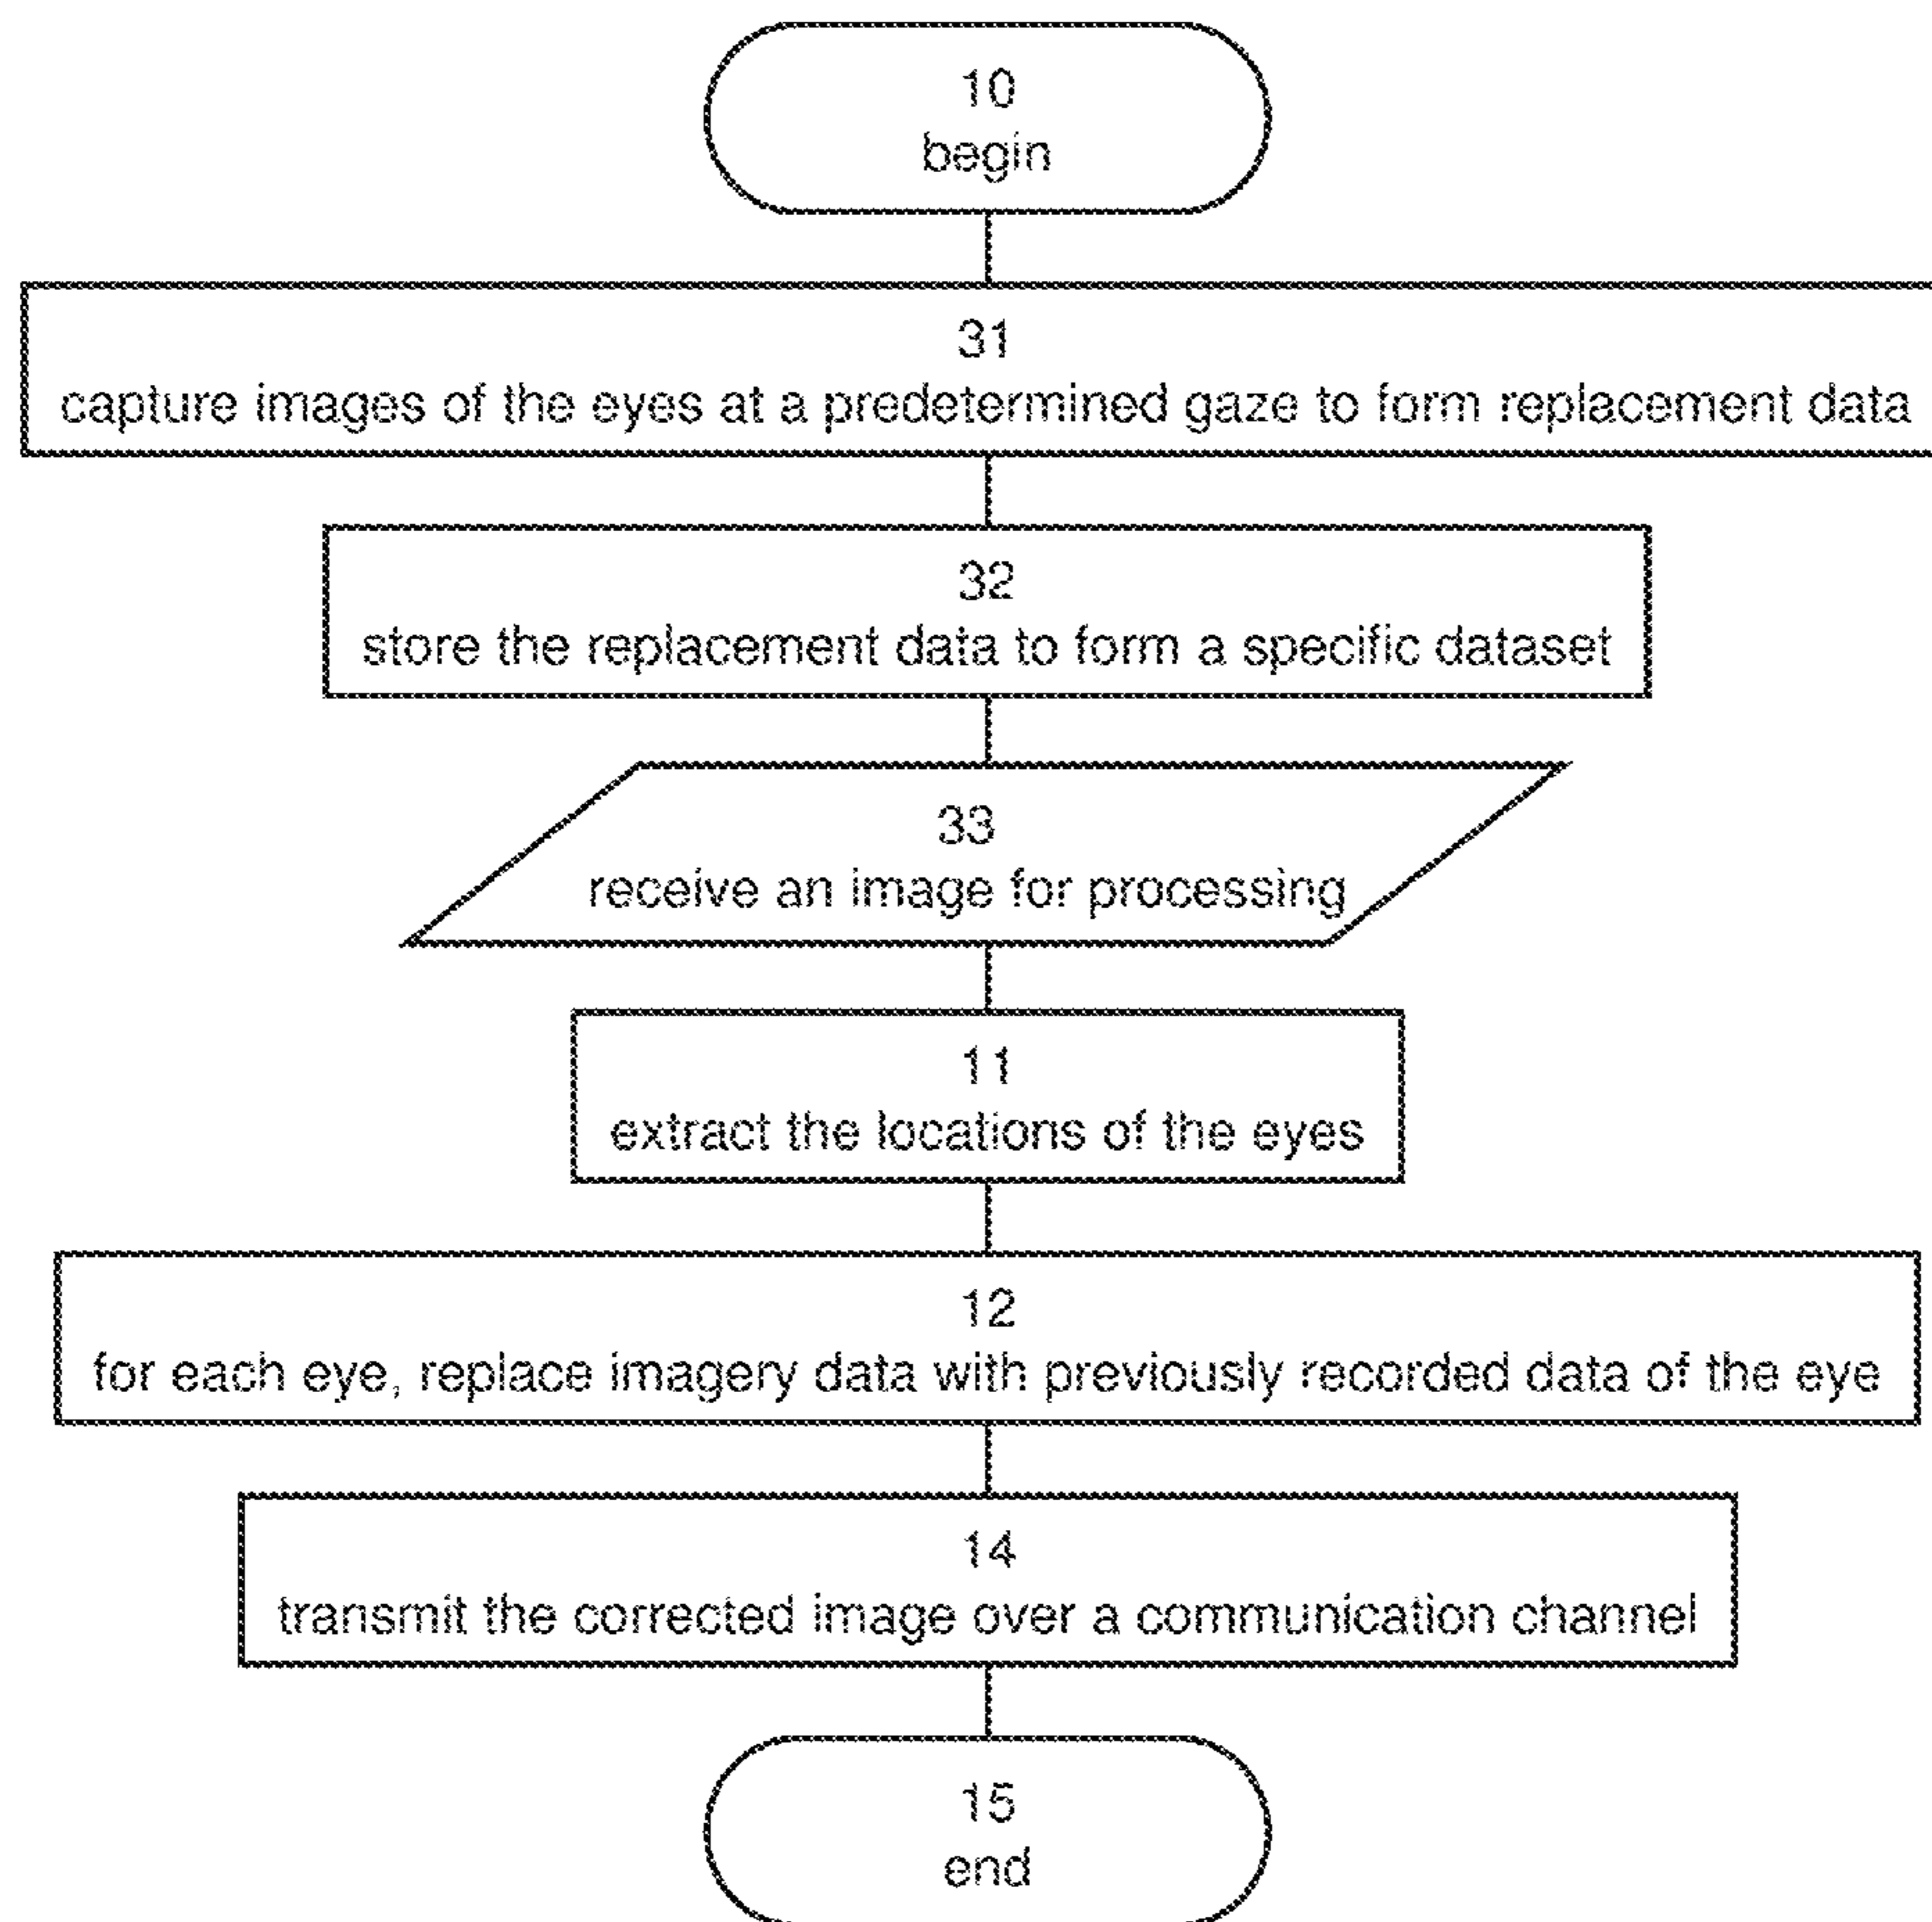 10
begin
31
capture images of the eyes at a predetermined gaze to form replacement data
32
store the replacement data to form a specific dataset
33
receive an image for processing
11
extract the locations of the eyes
12
for each eye, replace imagery data with previously recorded data of the eye
14
transmit the corrected image over a communication channel
15
end